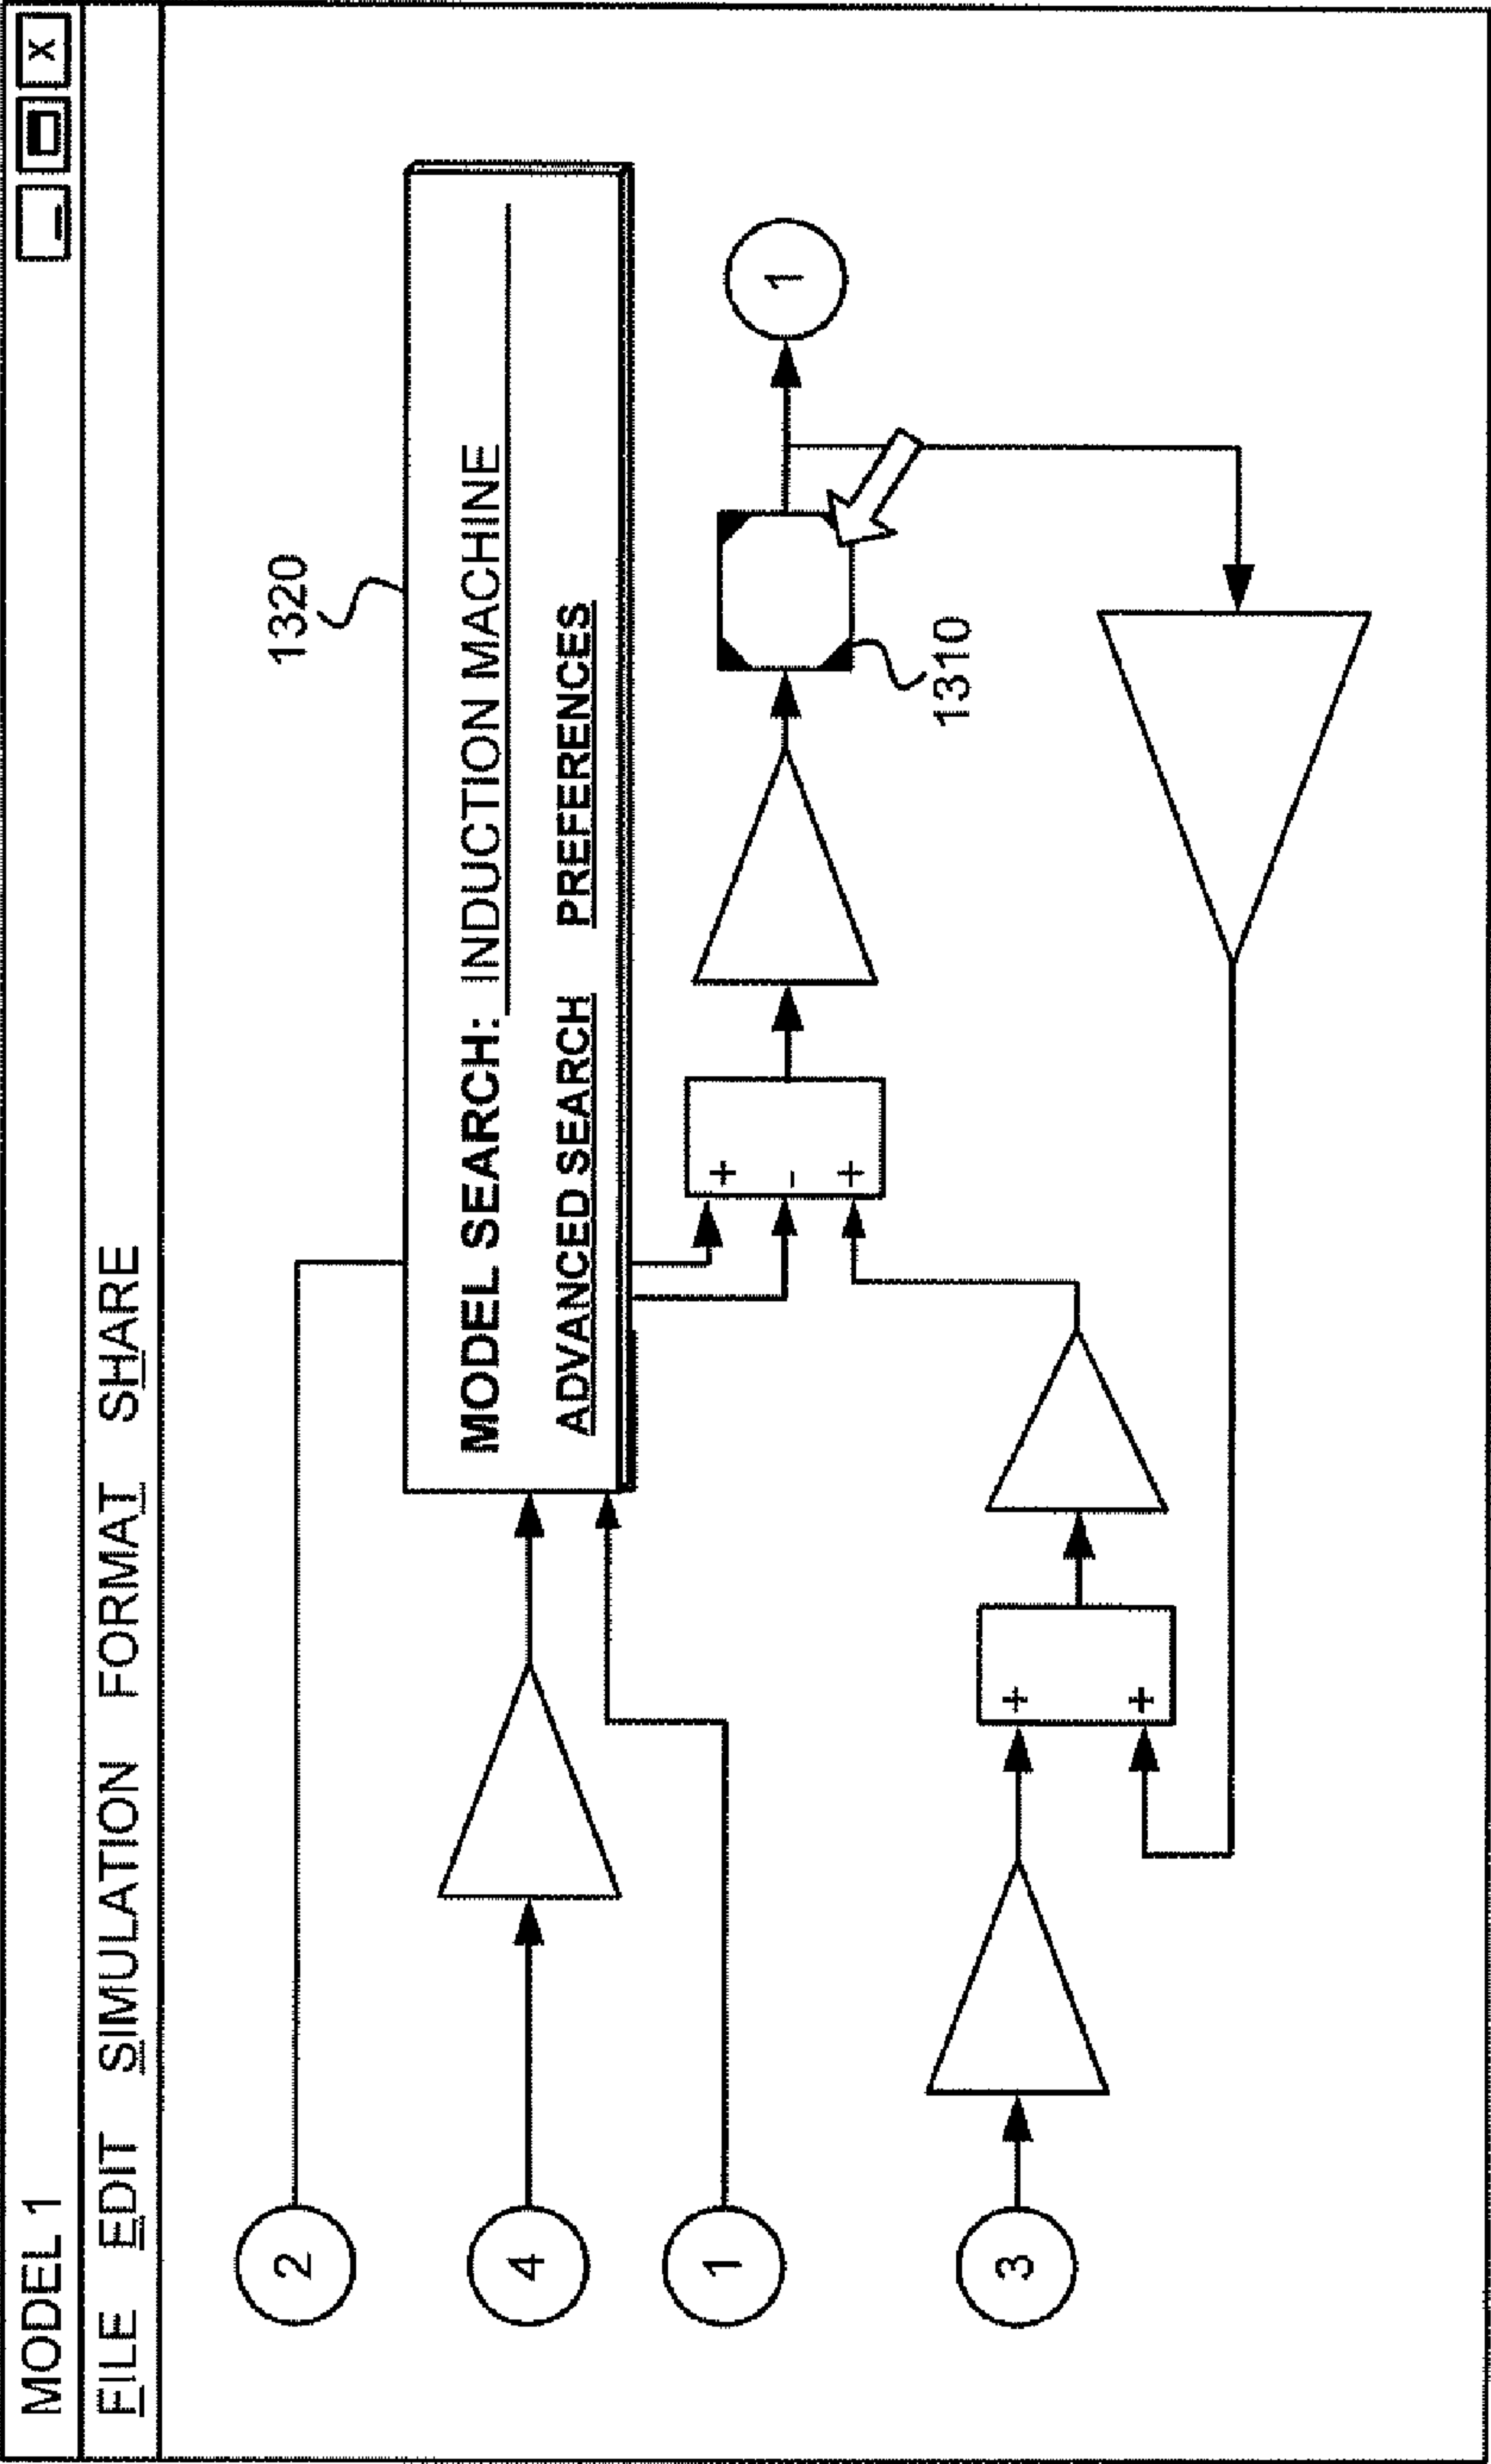 MODEL 1
_ X
FILE EDIT SIMULATION FORMAT SHARE
1320
2
MODEL SEARCH: INDUCTION MACHINE
ADVANCED SEARCH PREFERENCES
4
1
+
-
+
1
1310
3
+
+